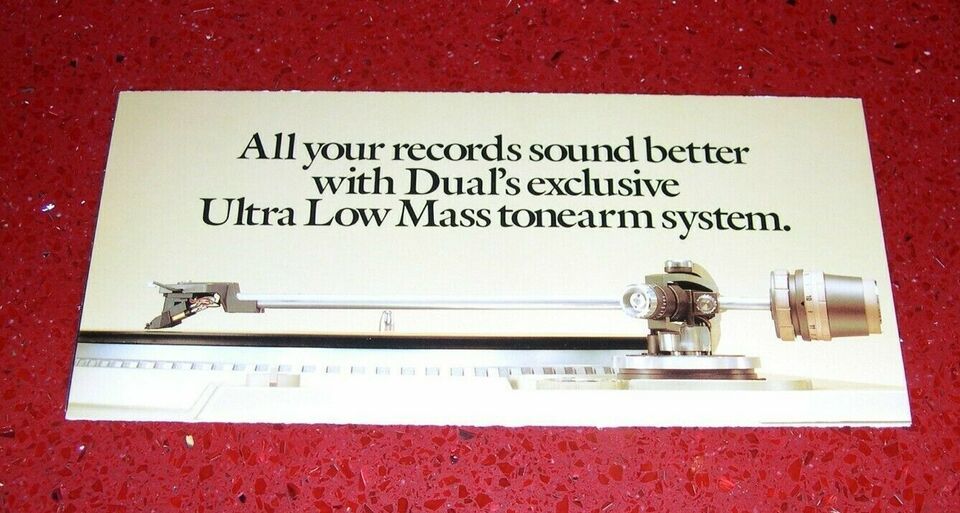 All your records sound better
with Dual's exclusive
Ultra Low Mass tonearm system.